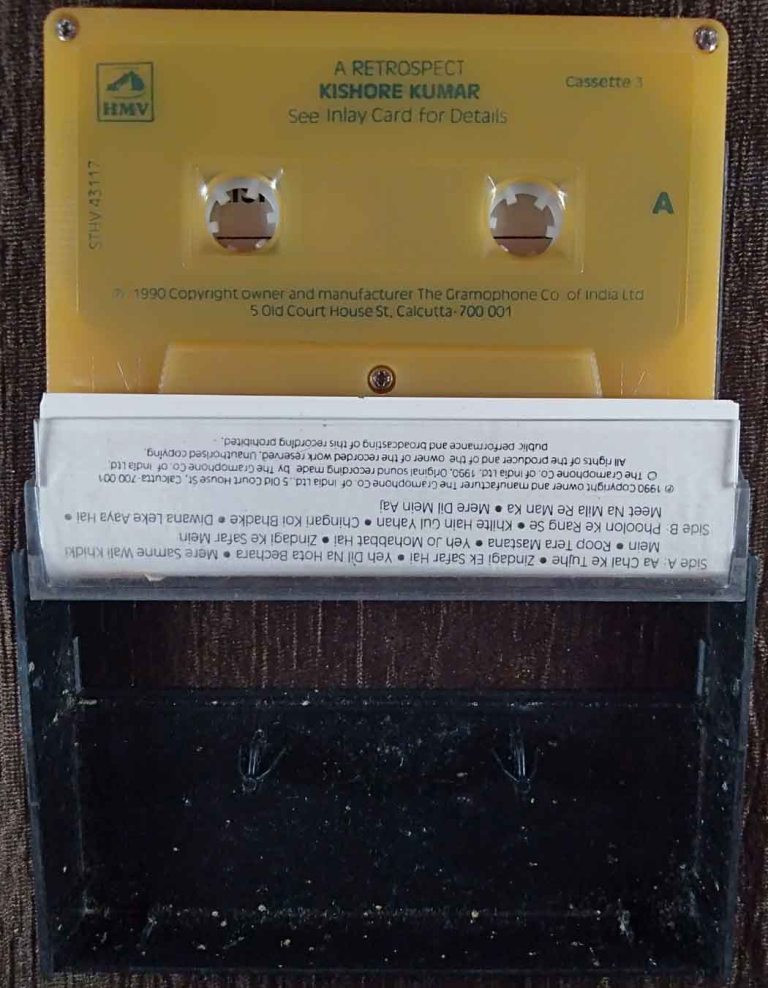 A RETROSPECT
KISHORE KUMAR
See Inlay Card for Details
Cassette 3
HMV
STHV 43117
A
℗ 1990 Copyright owner and manufacturer The Gramophone Co. of India Ltd
5 Old Court House St, Calcutta-700 001
Side A: Aa Chal Ke Tujhe • Zindagi Ek Safar Hai • Yeh Dil Na Hota Bechara • Mere Samne Wali Khidki
Mein • Roop Tera Mastana • Yeh Jo Mohabbat Hai • Zindagi Ke Safar Mein
Side B: Phoolon Ke Rang Se • Khilte Hain Gul Yahan • Chingari Koi Bhadke • Diwana Leke Aaya Hai •
Meet Na Mila Re Man Ka • Mere Dil Mein Aaj
℗ 1990 Copyright owner and manufacturer The Gramophone Co. of India Ltd., 5 Old Court House St, Calcutta-700 001
© The Gramophone Co. of India Ltd. 1990. Original sound recording made by The Gramophone Co. of India Ltd.
All rights of the producer and of the owner of the recorded work reserved. Unauthorised copying,
public performance and broadcasting of this recording prohibited.